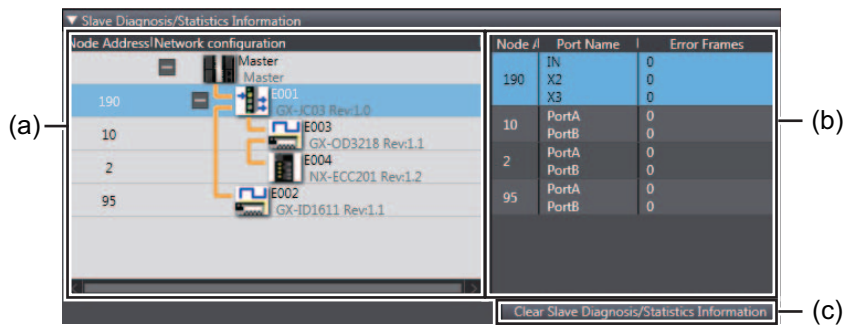 ▼ Slave Diagnosis/Statistics Information
Node Address|Network configuration
Master
Master
190
E001
GX-JC03 Rev:1.0
10
E003
GX-OD3218 Rev:1.1
2
E004
NX-ECC201 Rev:1.2
95
E002
GX-ID1611 Rev:1.1
(a)
Node A Port Name Error Frames
190
IN 0
X2 0
X3 0
10
PortA 0
PortB 0
2
PortA 0
PortB 0
95
PortA 0
PortB 0
(b)
Clear Slave Diagnosis/Statistics Information
(c)